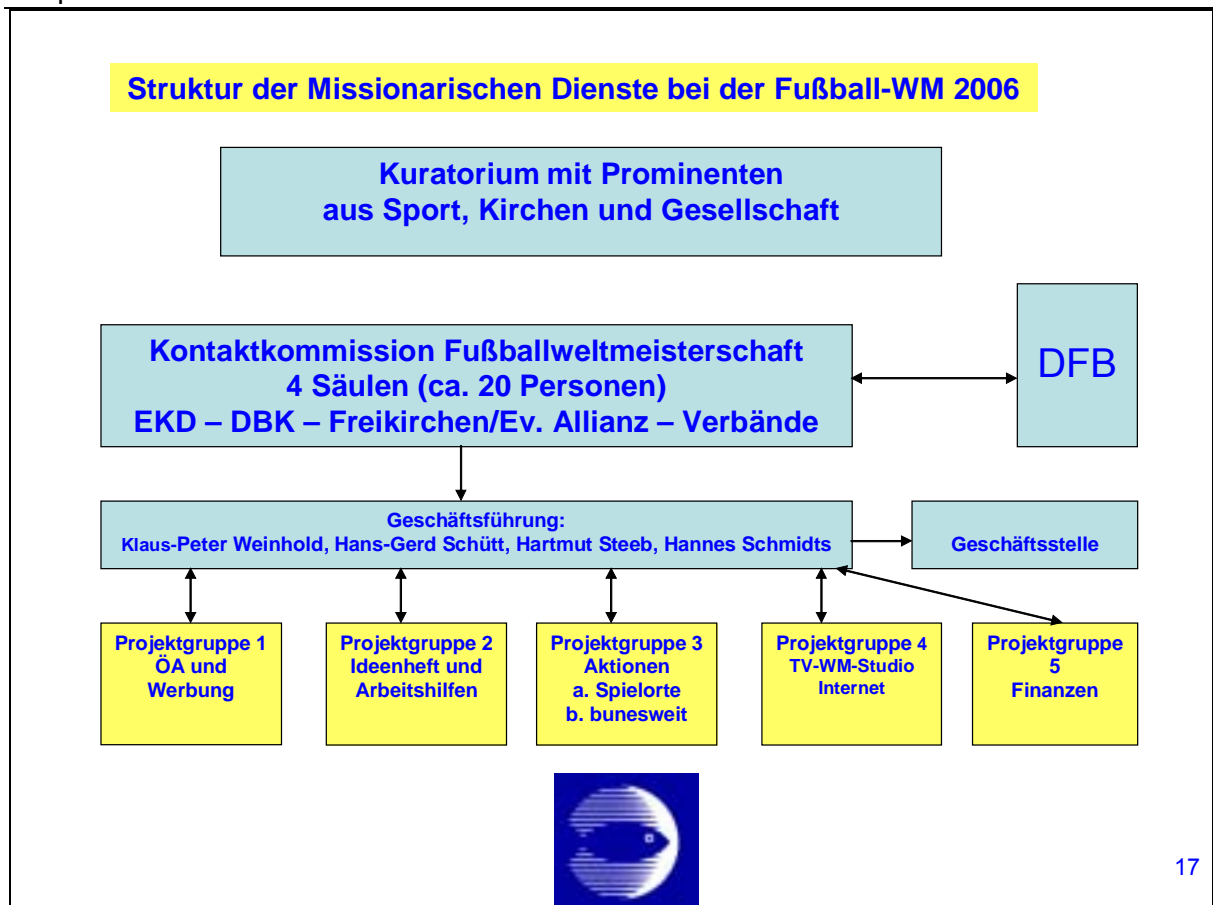 Struktur der Missionarischen Dienste bei der Fußball-WM 2006
Kuratorium mit Prominenten
aus Sport, Kirchen und Gesellschaft
DFB
Kontaktkommission Fußballweltmeisterschaft
4 Säulen (ca. 20 Personen)
EKD – DBK – Freikirchen/Ev. Allianz – Verbände
Geschäftsführung:
Klaus-Peter Weinhold, Hans-Gerd Schütt, Hartmut Steeb, Hannes Schmidts
Geschäftsstelle
Projektgruppe 1
ÖA und
Werbung
Projektgruppe 2
Ideenheft und
Arbeitshilfen
Projektgruppe 3
Aktionen
a. Spielorte
b. bunesweit
Projektgruppe 4
TV-WM-Studio
Internet
Projektgruppe
5
Finanzen
17